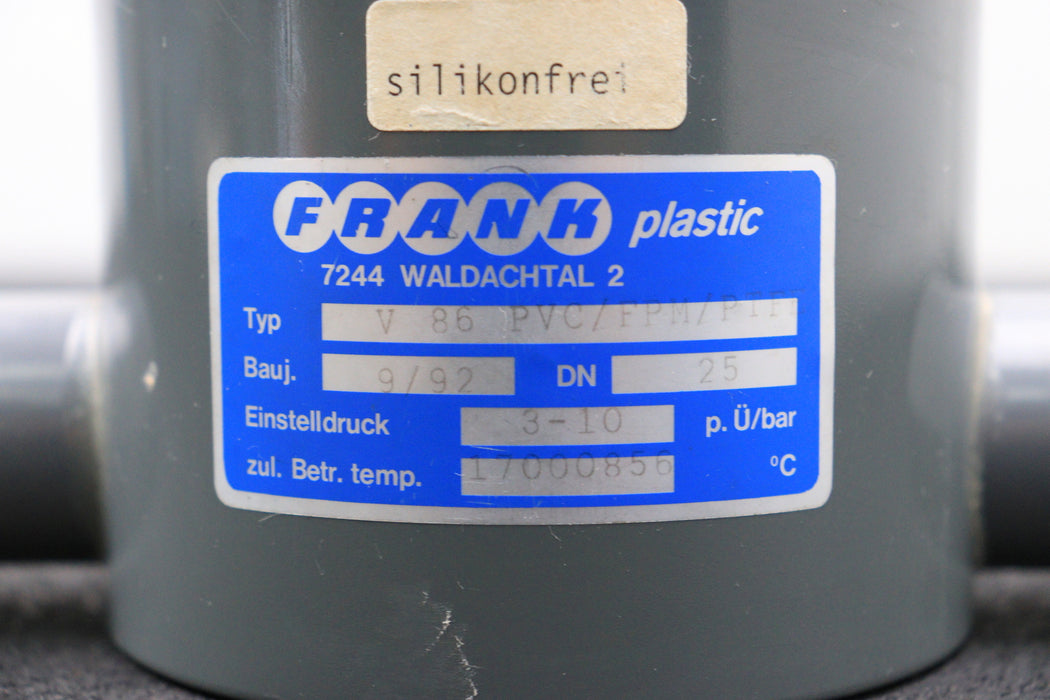 silikonfrei
FRANK plastic
7244 WALDACHTAL 2
Typ V 86 PVC/FPM/PTFE
Bauj. 9/92 DN 25
Einstelldruck 3-10 p. Ü/bar
zul. Betr. temp. 17000856 °C